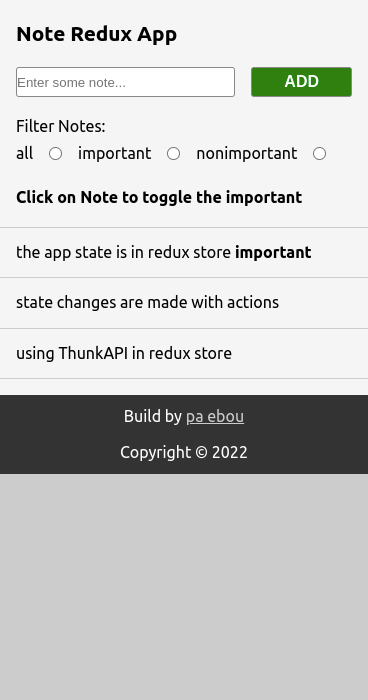 Note Redux App
Enter some note...
ADD
Filter Notes:
all important nonimportant
Click on Note to toggle the important
the app state is in redux store important
state changes are made with actions
using ThunkAPI in redux store
Build by pa ebou
Copyright © 2022